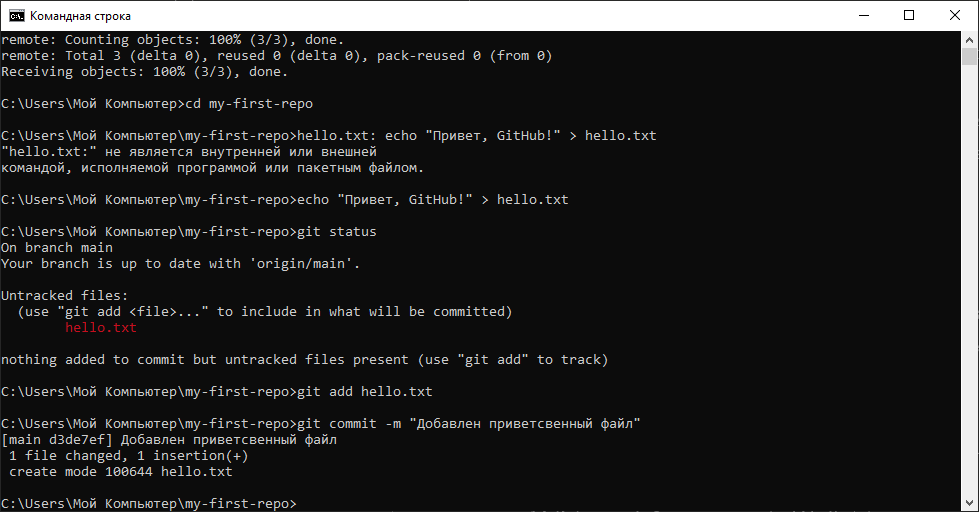 Командная строка
remote: Counting objects: 100% (3/3), done.
remote: Total 3 (delta 0), reused 0 (delta 0), pack-reused 0 (from 0)
Receiving objects: 100% (3/3), done.
C:\Users\Мой Компьютер>cd my-first-repo
C:\Users\Мой Компьютер\my-first-repo>hello.txt: echo "Привет, GitHub!" > hello.txt
"hello.txt:" не является внутренней или внешней
командой, исполняемой программой или пакетным файлом.
C:\Users\Мой Компьютер\my-first-repo>echo "Привет, GitHub!" > hello.txt
C:\Users\Мой Компьютер\my-first-repo>git status
On branch main
Your branch is up to date with 'origin/main'.
Untracked files:
  (use "git add <file>..." to include in what will be committed)
        hello.txt
nothing added to commit but untracked files present (use "git add" to track)
C:\Users\Мой Компьютер\my-first-repo>git add hello.txt
C:\Users\Мой Компьютер\my-first-repo>git commit -m "Добавлен приветсвенный файл"
[main d3de7ef] Добавлен приветсвенный файл
 1 file changed, 1 insertion(+)
 create mode 100644 hello.txt
C:\Users\Мой Компьютер\my-first-repo>